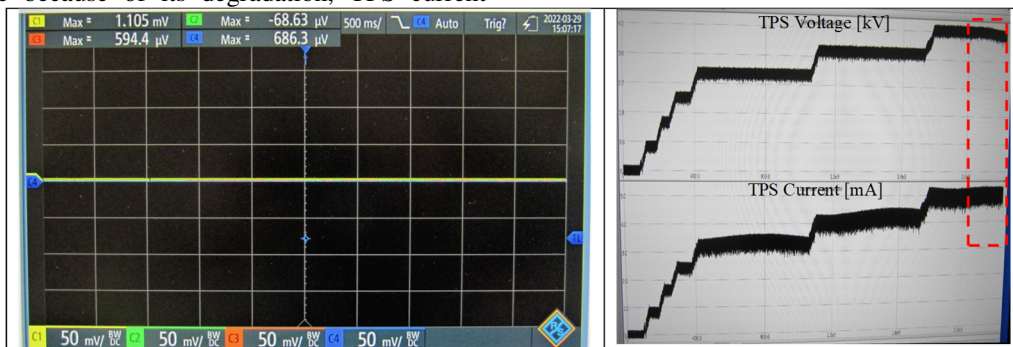 because of its degradation, TPS current
C1 Max = 1.105 mV C2 Max = -68.63 µV 500 ms/ C4 Auto Trig? 2022-03-29
C3 Max = 594.4 µV C4 Max = 686.3 µV 15:07:17
C4
TL
C1 50 mV/ BW DC C2 50 mV/ BW DC C3 50 mV/ BW DC C4 50 mV/ BW DC
R&S
TPS Voltage [kV]
TPS Current [mA]